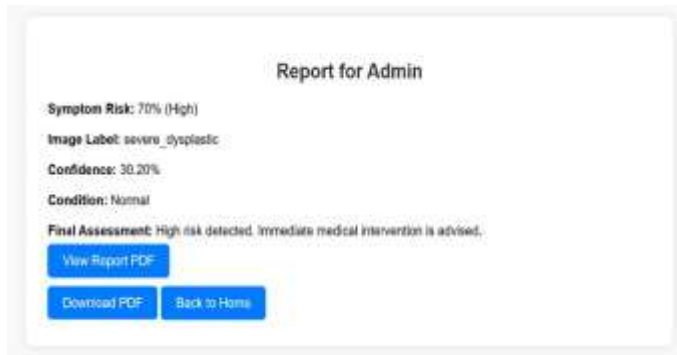 Report for Admin
Symptom Risk: 70% (High)
Image Label: severe_dysplastic
Confidence: 30.20%
Condition: Normal
Final Assessment: High risk detected. Immediate medical intervention is advised.
View Report PDF
Download PDF Back to Home